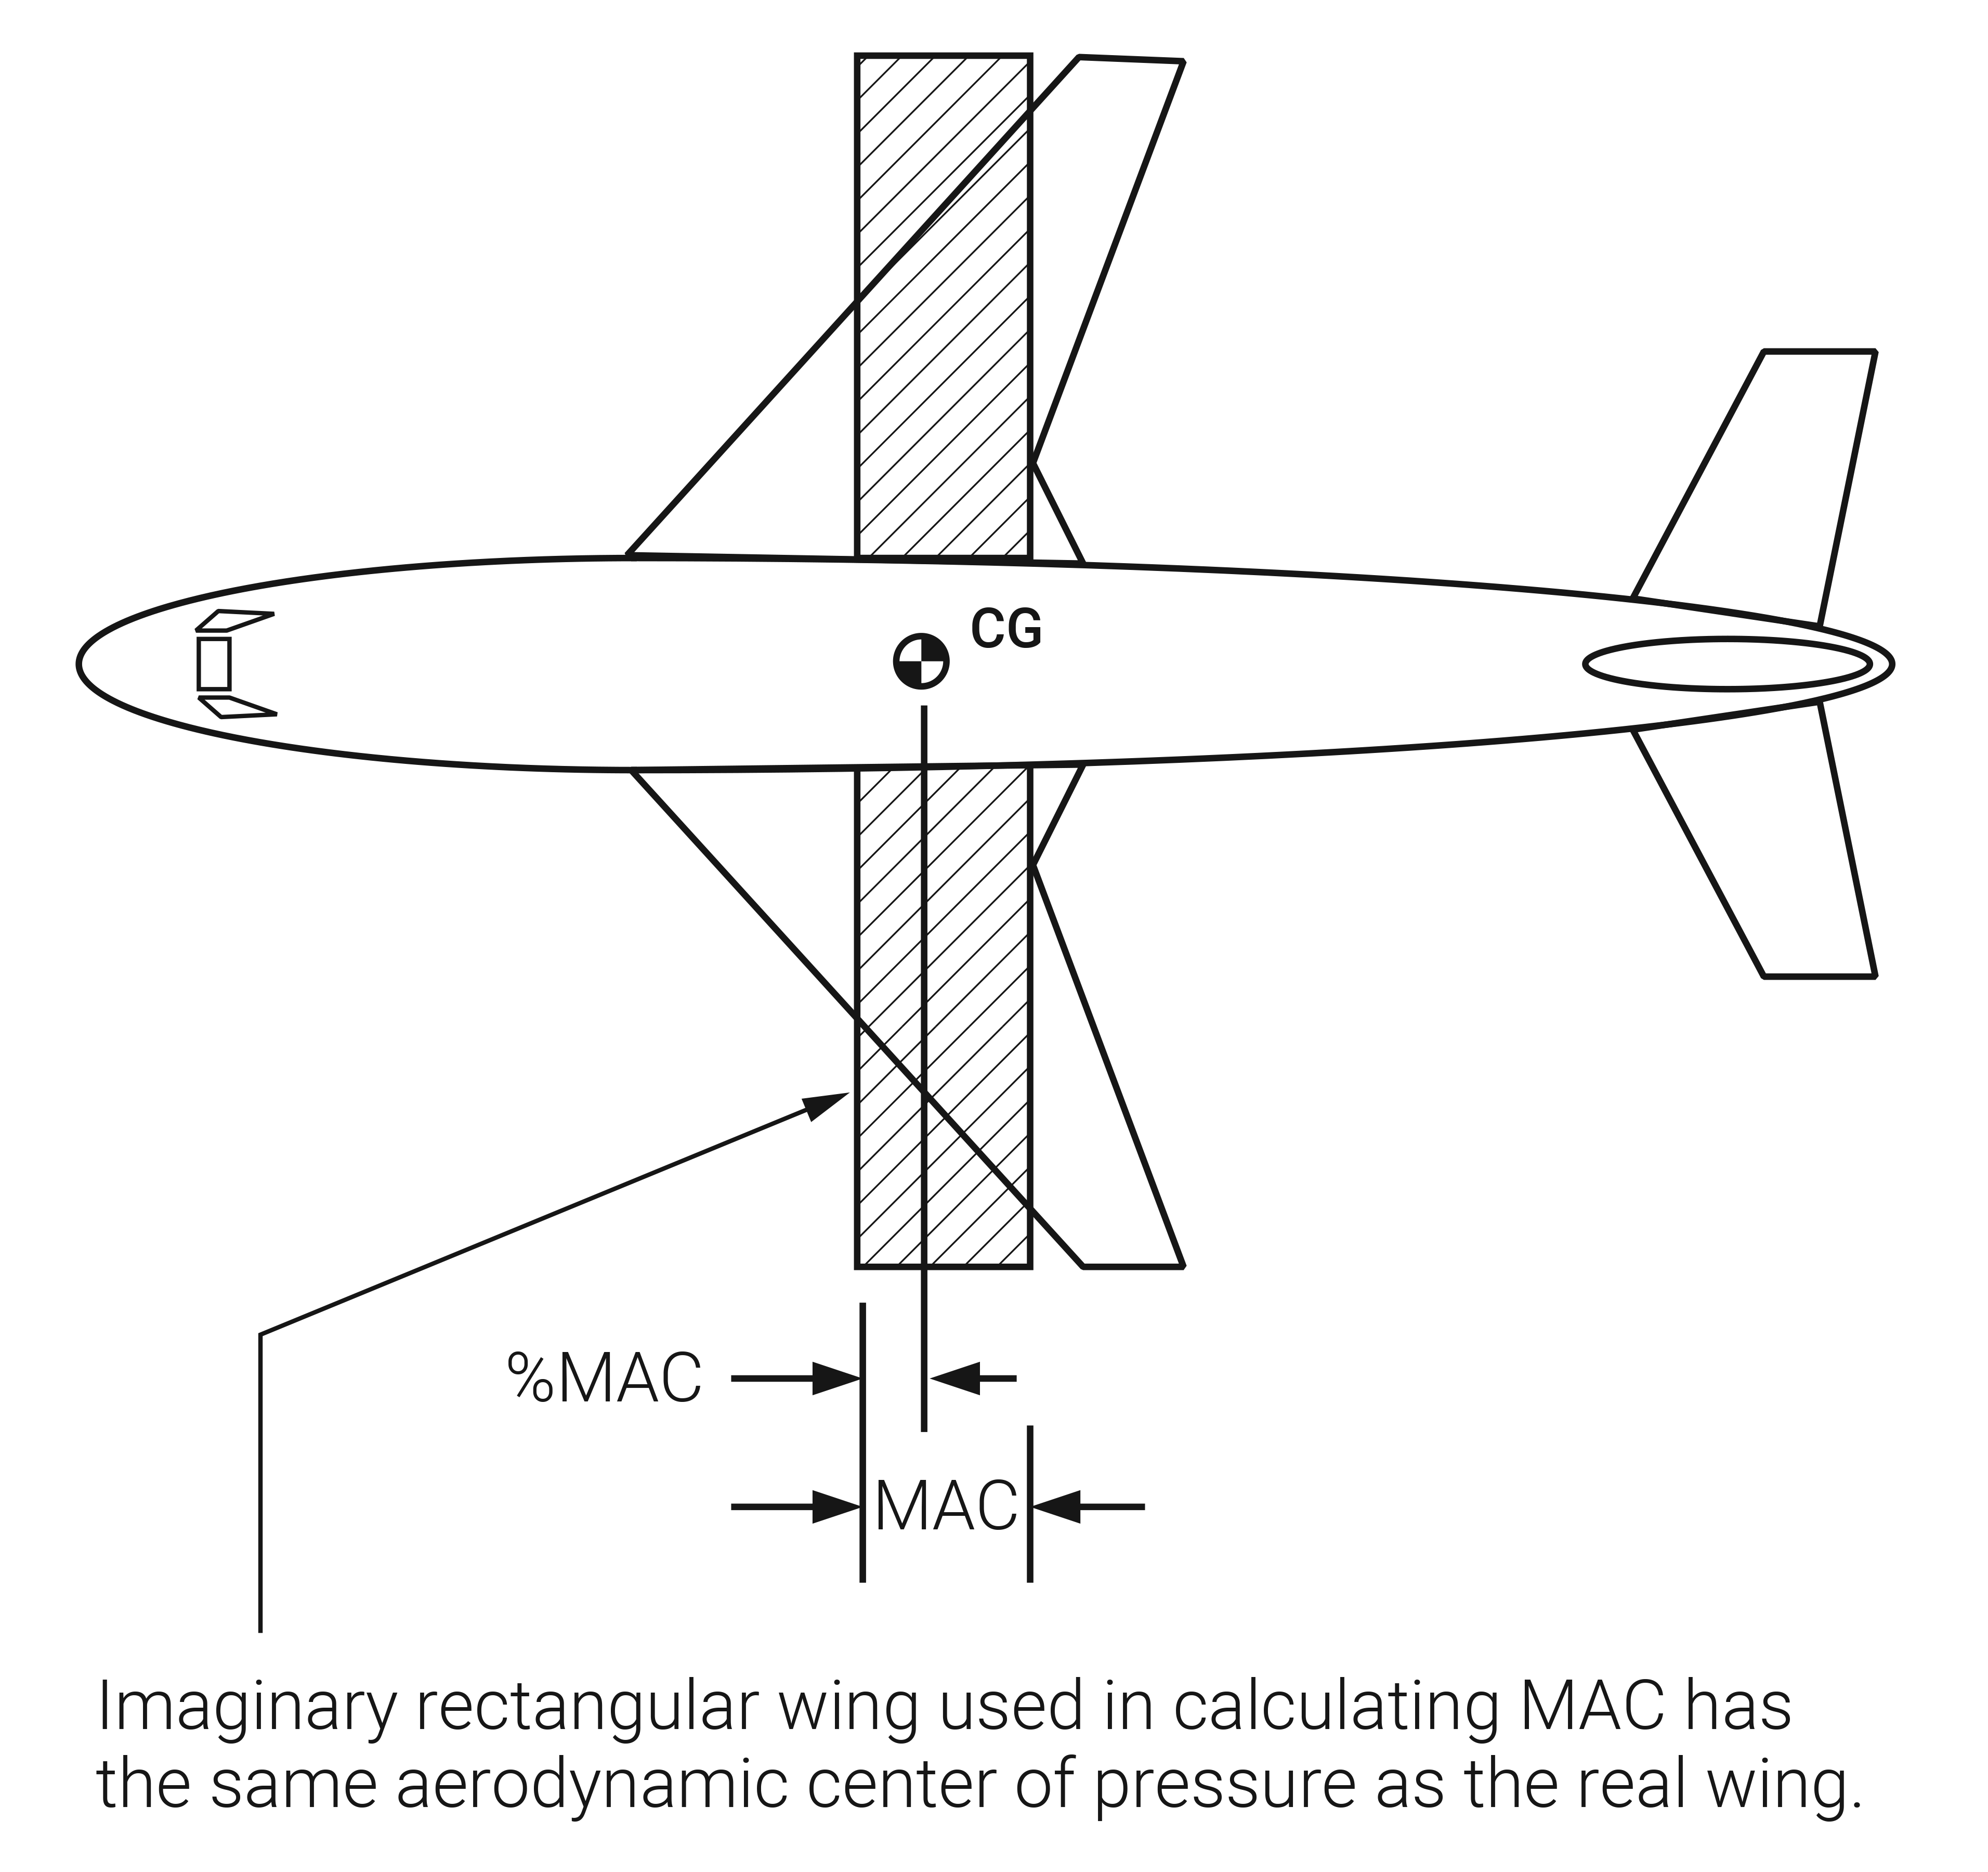 CG
%MAC
MAC
Imaginary rectangular wing used in calculating MAC has
the same aerodynamic center of pressure as the real wing.